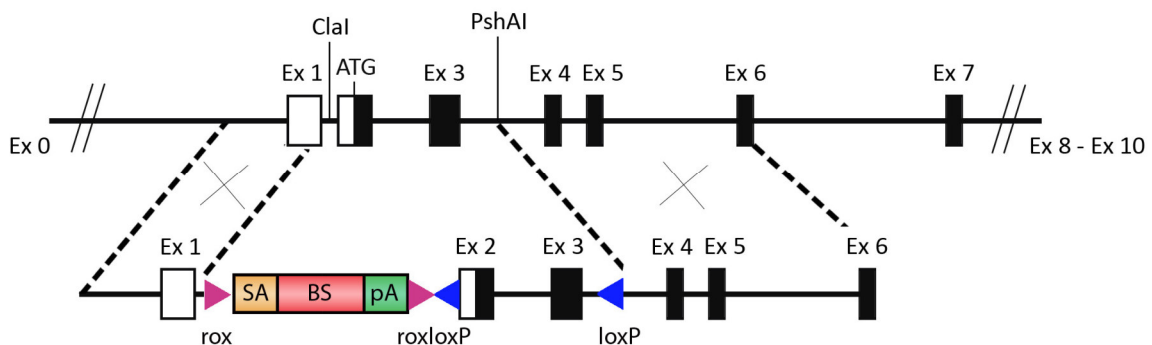 ClaI
PshAI
Ex 1
ATG
Ex 3
Ex 4
Ex 5
Ex 6
Ex 7
Ex 0
Ex 8 - Ex 10
Ex 1
Ex 2
Ex 3
Ex 4
Ex 5
Ex 6
SA
BS
pA
rox
roxloxP
loxP